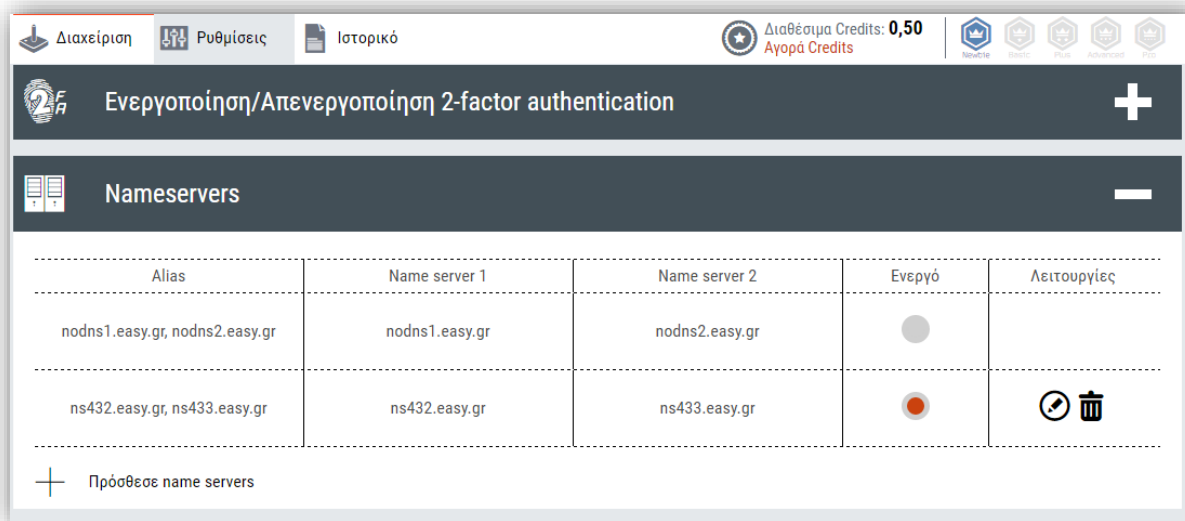 Διαχείριση Ρυθμίσεις Ιστορικό Διαθέσιμα Credits: 0,50
Αγορά Credits
Newbie Basic Plus Advanced Pro
2FA Ενεργοποίηση/Απενεργοποίηση 2-factor authentication
Nameservers
Alias Name server 1 Name server 2 Ενεργό Λειτουργίες
nodns1.easy.gr, nodns2.easy.gr nodns1.easy.gr nodns2.easy.gr
ns432.easy.gr, ns433.easy.gr ns432.easy.gr ns433.easy.gr
Πρόσθεσε name servers